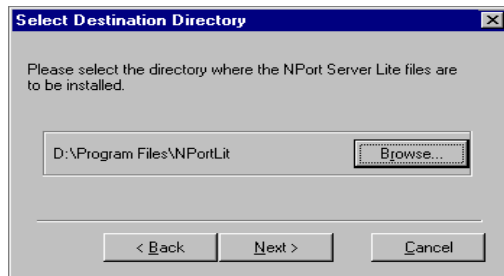 Select Destination Directory
Please select the directory where the NPort Server Lite files are
to be installed.
D:\Program Files\NPortLit
Browse...
< Back
Next >
Cancel